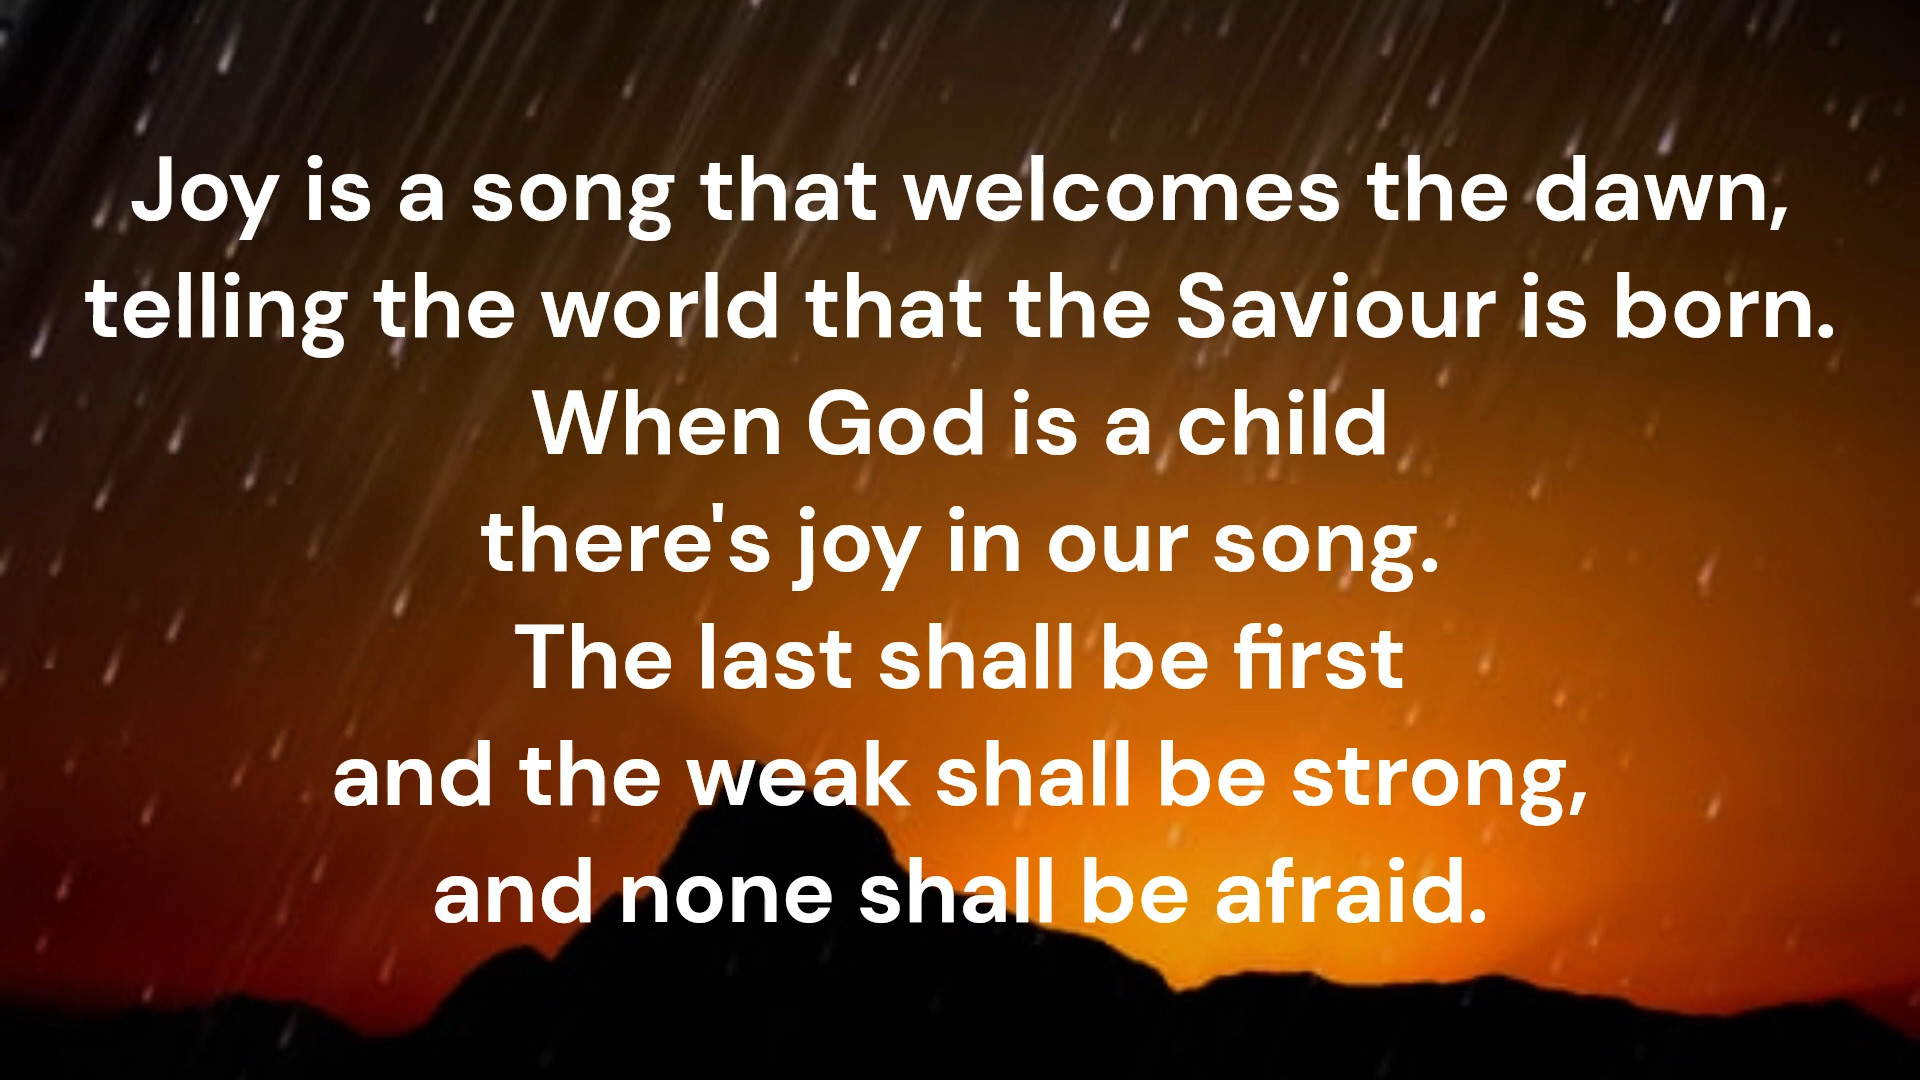 Joy is a song that welcomes the dawn,
telling the world that the Saviour is born.
When God is a child
there's joy in our song.
The last shall be first
and the weak shall be strong,
and none shall be afraid.